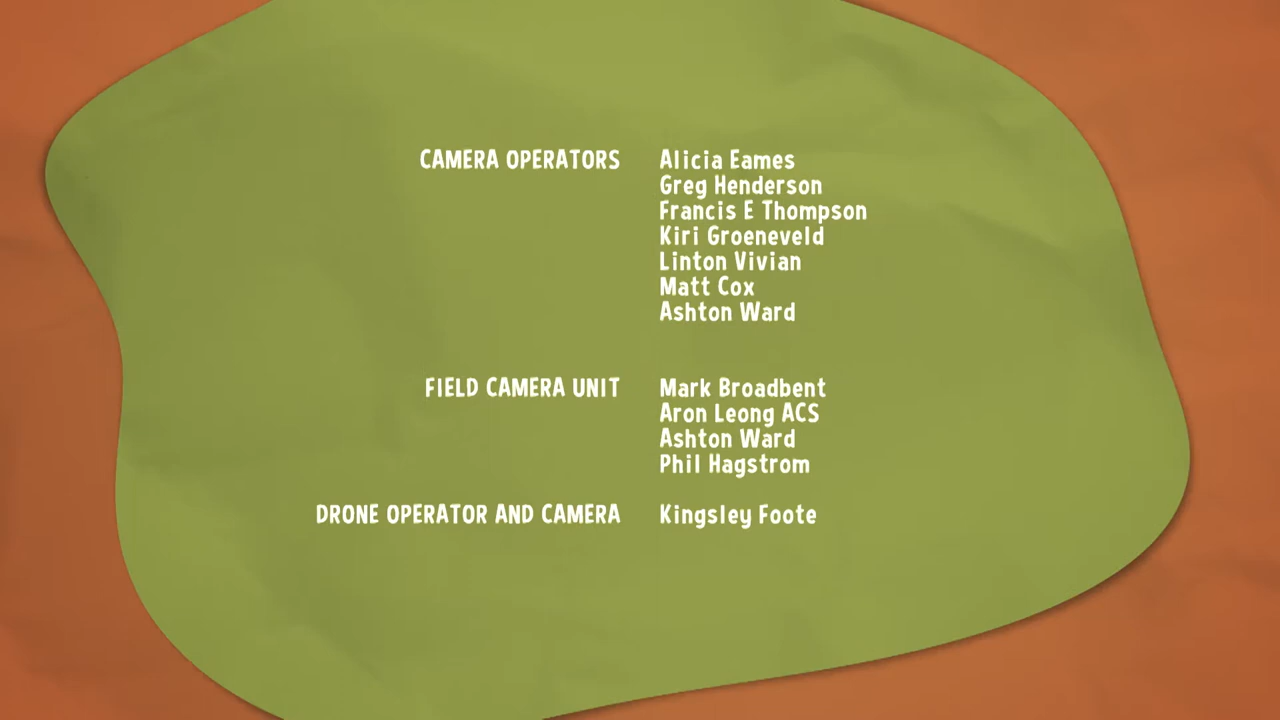 CAMERA OPERATORS Alicia Eames
Greg Henderson
Francis E Thompson
Kiri Groeneveld
Linton Vivian
Matt Cox
Ashton Ward
FIELD CAMERA UNIT Mark Broadbent
Aron Leong ACS
Ashton Ward
Phil Hagstrom
DRONE OPERATOR AND CAMERA Kingsley Foote